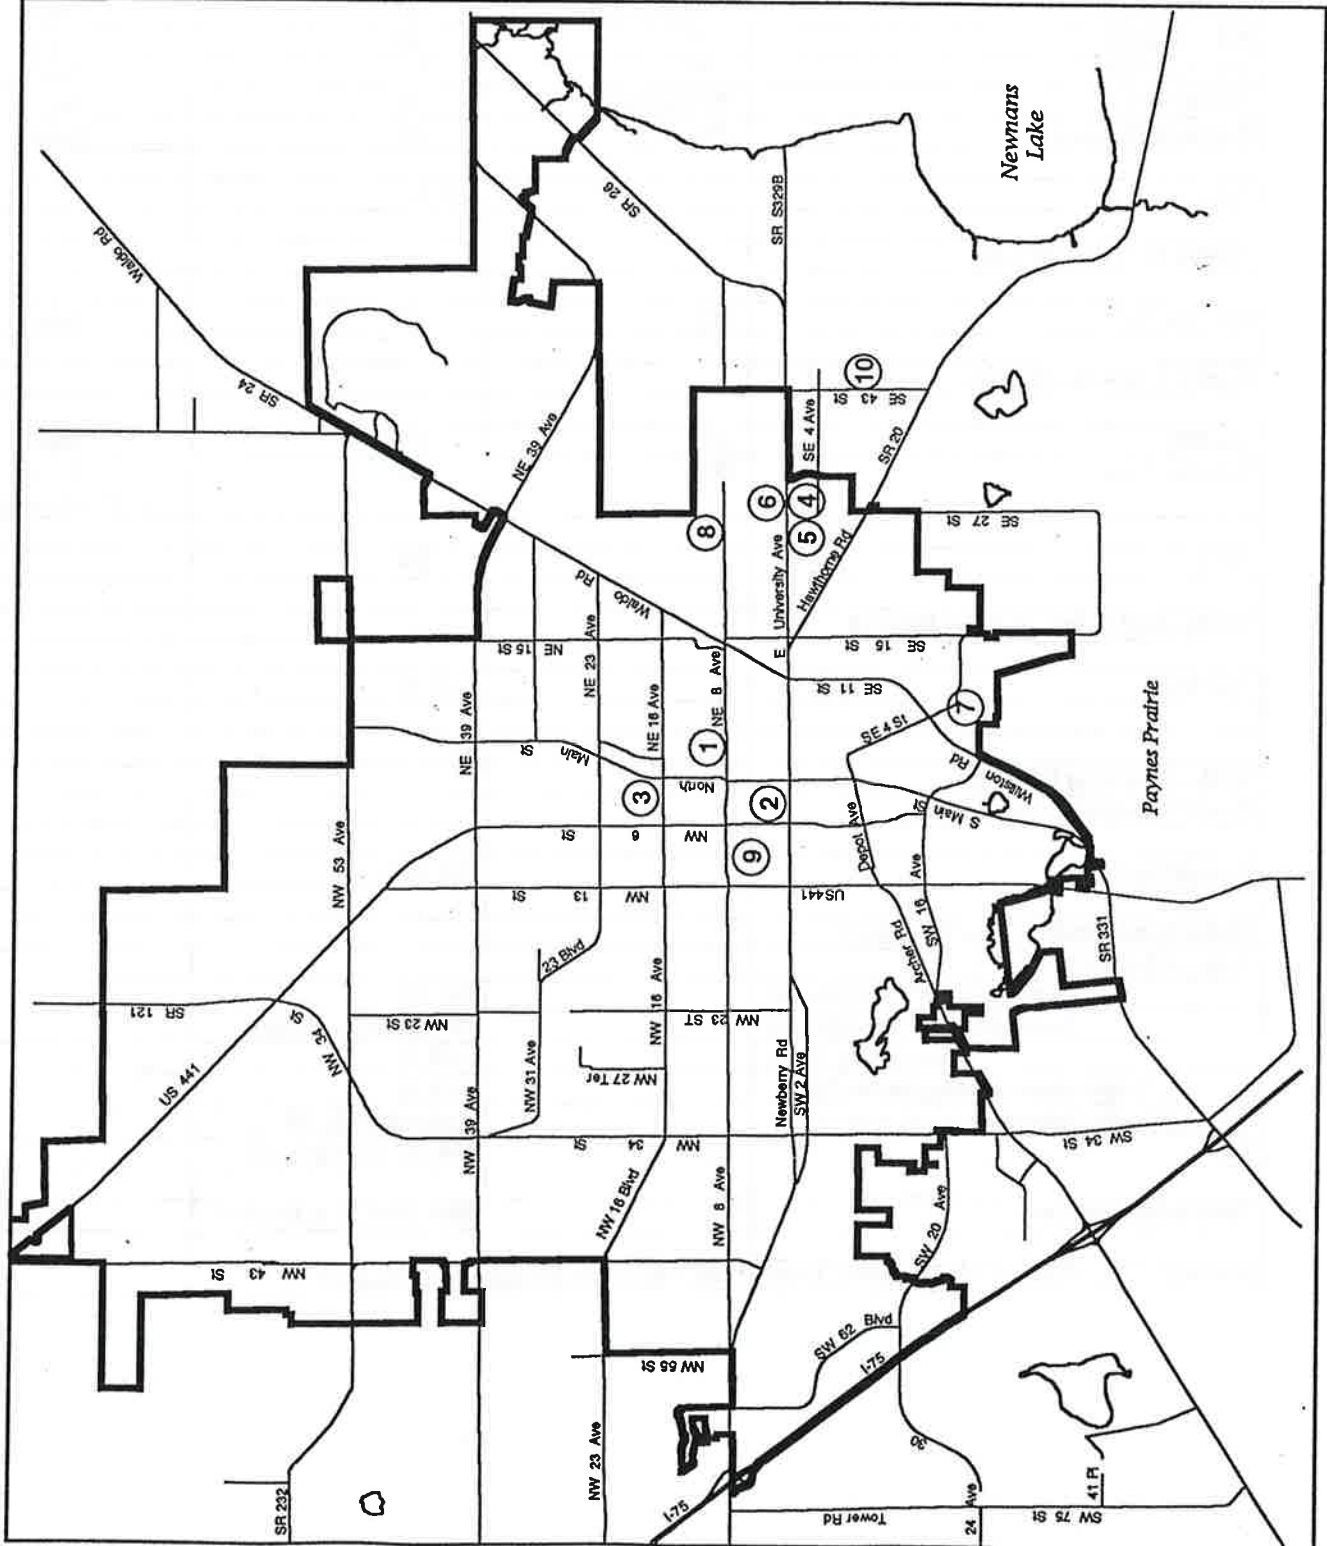 Waldo Rd
SR 24
SR 26
SR S329B
Newnans
Lake
NE 39 Ave
10
SE 43 St
SE 4 Ave
SR 20
6
4
8
5
SE 27 St
E University Ave
Hawthorne Rd
Waldo Rd
NE 15 St
NE 23 Ave
NE 16 Ave
NE 8 Ave
SE 15 St
SE 11 St
7
SE 4 St
NE 39 Ave
North Main St
1
3
2
9
Williston Rd
S Main St
Paynes Prairie
NW 53 Ave
NW 6 St
Depot Ave
SW 16 Ave
NW 13 St
US441
Archer Rd
SR 331
SR 121
23 Blvd
NW 16 Ave
NW 23 St
NW 23 ST
NW 34 St
US 441
NW 31 Ave
NW 27 Ter
Newberry Rd
SW 2 Ave
NW 39 Ave
NW 34 St
SW 34 St
NW 16 Blvd
NW 8 Ave
SW 20 Ave
NW 43 St
SW 62 Blvd
I-75
NW 55 St
NW 23 Ave
30
SR 232
I-75
Tower Rd
24 Ave
41 Pl
SW 75 St